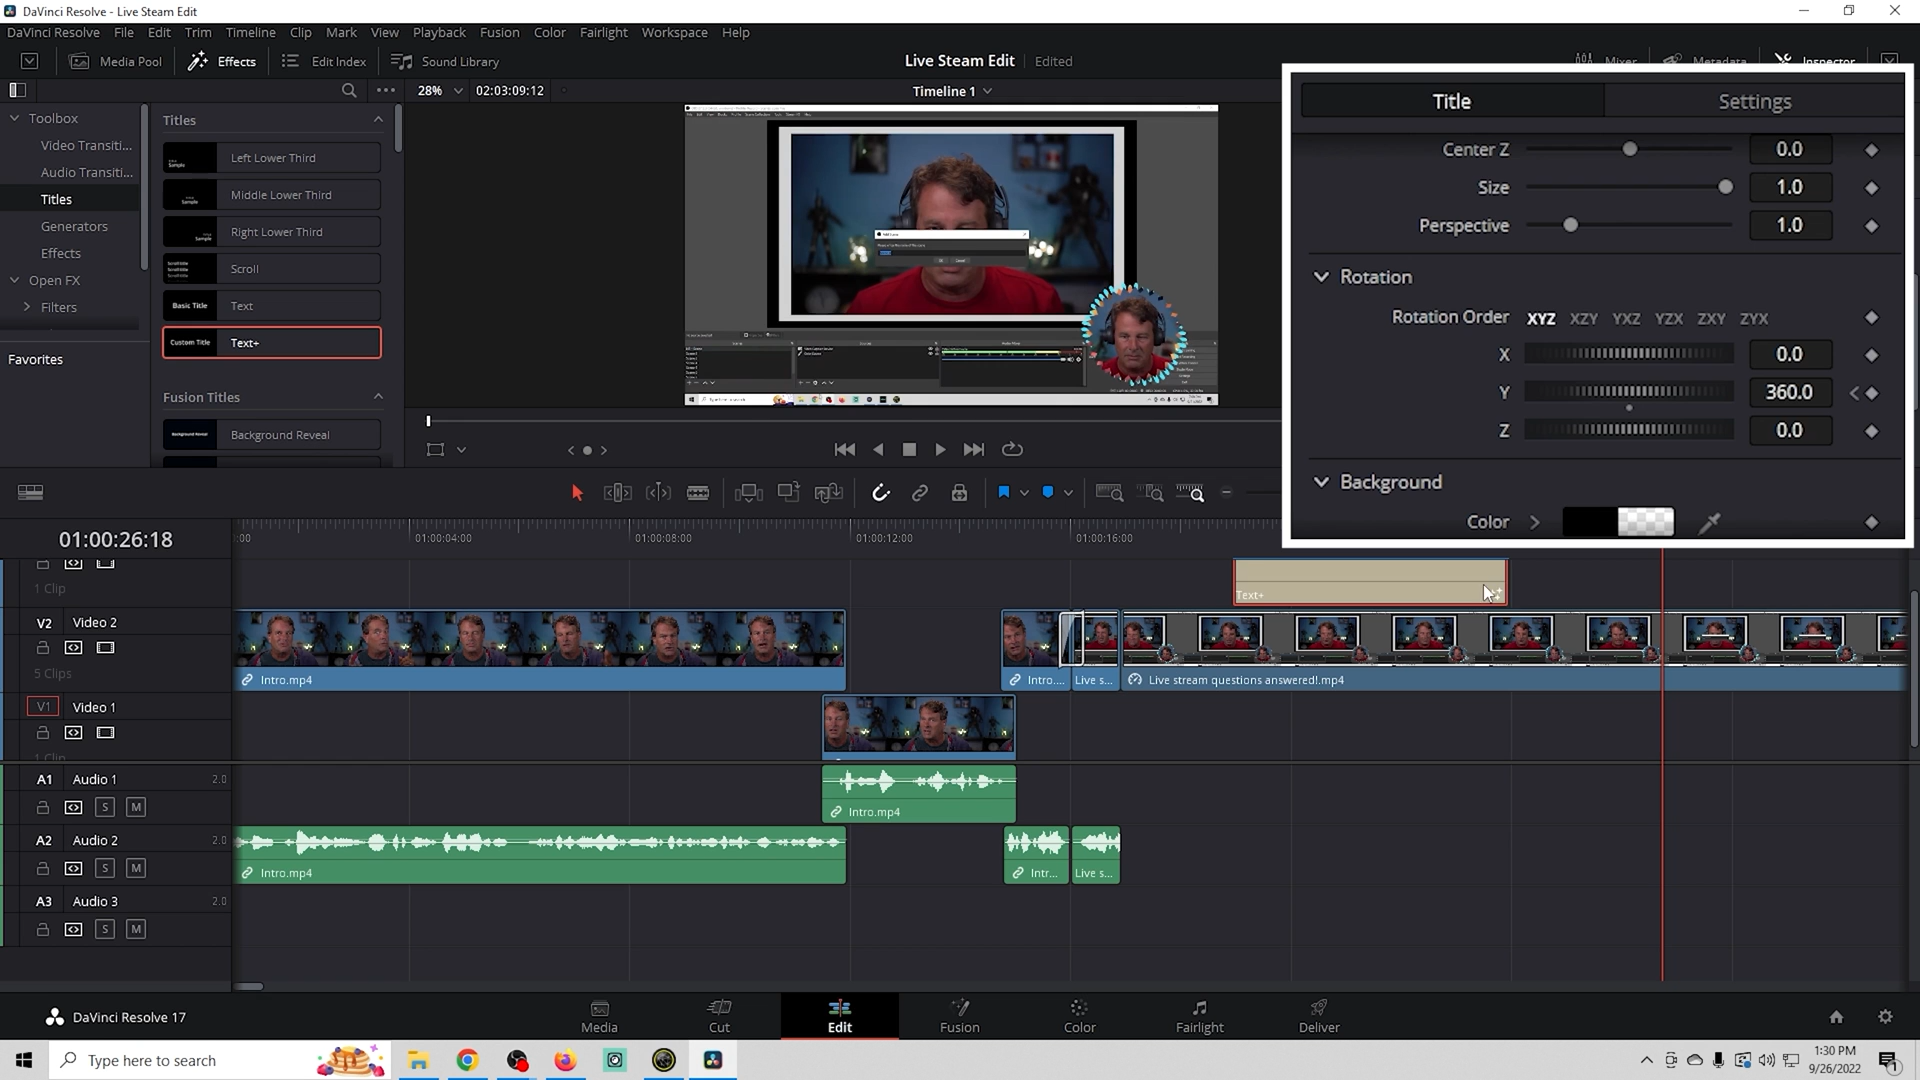 DaVinci Resolve - Live Steam Edit
DaVinci Resolve File Edit Trim Timeline Clip Mark View Playback Fusion Color Fairlight Workspace Help
Media Pool Effects Edit Index Sound Library Live Steam Edit Edited Mixer Metadata Inspector
28% 02:03:09:12 Timeline 1
Toolbox
Video Transiti...
Audio Transiti...
Titles
Generators
Effects
Open FX
Filters
Favorites
Titles
Left Lower Third
Middle Lower Third
Right Lower Third
Scroll
Basic Title Text
Custom Title Text+
Fusion Titles
Background Reveal Background Reveal
Title Settings
Center Z 0.0
Size 1.0
Perspective 1.0
Rotation
Rotation Order XYZ XZY YXZ YZX ZXY ZYX
X 0.0
Y 360.0
Z 0.0
Background
Color
01:00:26:18
:00 01:00:04:00 01:00:08:00 01:00:12:00 01:00:16:00
1 Clip
Text+
V2 Video 2
5 Clips
Intro.mp4 Intro.... Live s... Live stream questions answered!.mp4
V1 Video 1
1 Clip
A1 Audio 1 2.0
S M
Intro.mp4
A2 Audio 2 2.0
S M
Intro.mp4 Intr... Live s...
A3 Audio 3 2.0
S M
DaVinci Resolve 17
Media Cut Edit Fusion Color Fairlight Deliver
Type here to search
1:30 PM
9/26/2022
1